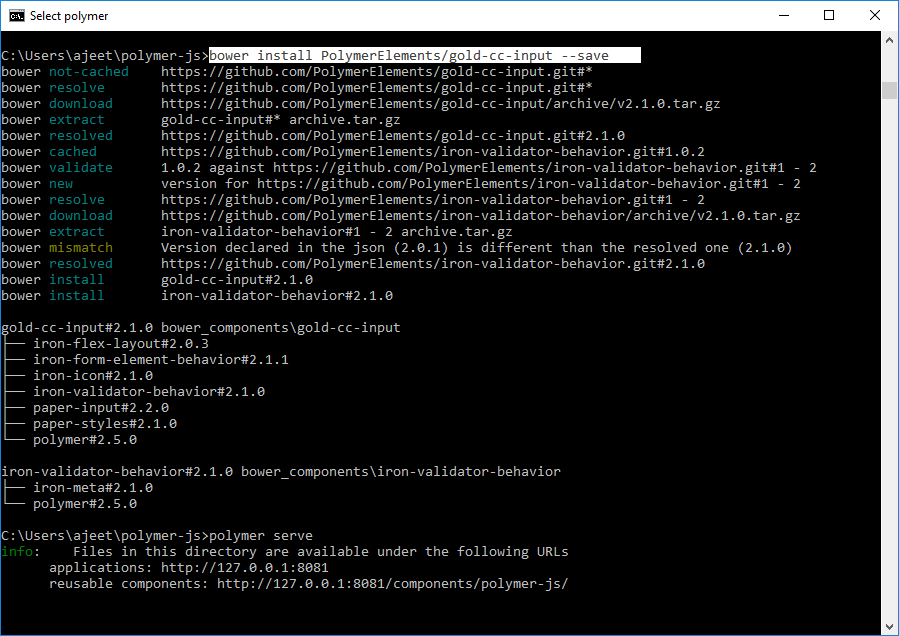 Select polymer
C:\Users\ajeet\polymer-js>bower install PolymerElements/gold-cc-input --save
bower not-cached    https://github.com/PolymerElements/gold-cc-input.git#*
bower resolve       https://github.com/PolymerElements/gold-cc-input.git#*
bower download      https://github.com/PolymerElements/gold-cc-input/archive/v2.1.0.tar.gz
bower extract       gold-cc-input#* archive.tar.gz
bower resolved      https://github.com/PolymerElements/gold-cc-input.git#2.1.0
bower cached        https://github.com/PolymerElements/iron-validator-behavior.git#1.0.2
bower validate      1.0.2 against https://github.com/PolymerElements/iron-validator-behavior.git#1 - 2
bower new           version for https://github.com/PolymerElements/iron-validator-behavior.git#1 - 2
bower resolve       https://github.com/PolymerElements/iron-validator-behavior.git#1 - 2
bower download      https://github.com/PolymerElements/iron-validator-behavior/archive/v2.1.0.tar.gz
bower extract       iron-validator-behavior#1 - 2 archive.tar.gz
bower mismatch      Version declared in the json (2.0.1) is different than the resolved one (2.1.0)
bower resolved      https://github.com/PolymerElements/iron-validator-behavior.git#2.1.0
bower install       gold-cc-input#2.1.0
bower install       iron-validator-behavior#2.1.0
gold-cc-input#2.1.0 bower_components\gold-cc-input
├── iron-flex-layout#2.0.3
├── iron-form-element-behavior#2.1.1
├── iron-icon#2.1.0
├── iron-validator-behavior#2.1.0
├── paper-input#2.2.0
├── paper-styles#2.1.0
└── polymer#2.5.0
iron-validator-behavior#2.1.0 bower_components\iron-validator-behavior
├── iron-meta#2.1.0
└── polymer#2.5.0
C:\Users\ajeet\polymer-js>polymer serve
info:    Files in this directory are available under the following URLs
      applications: http://127.0.0.1:8081
      reusable components: http://127.0.0.1:8081/components/polymer-js/